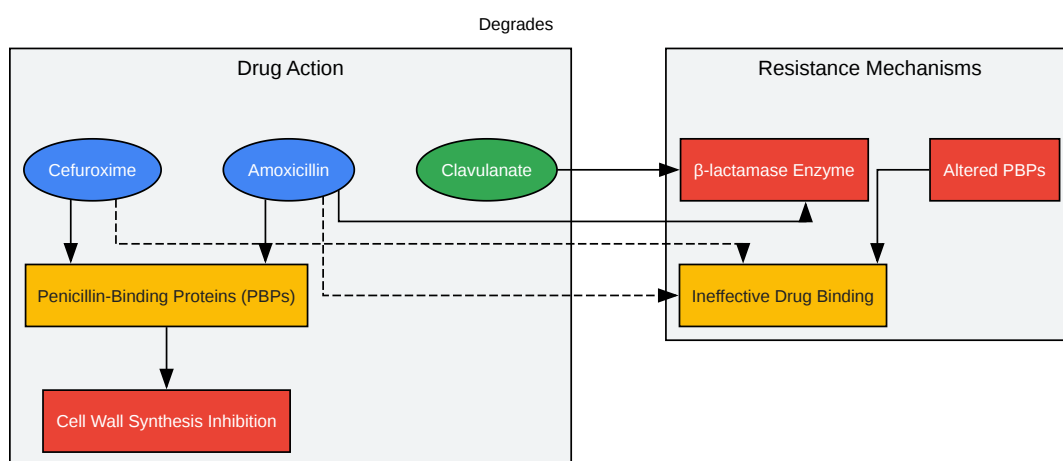 Degrades
Drug Action
Resistance Mechanisms
Cefuroxime
Amoxicillin
Clavulanate
β-lactamase Enzyme
Altered PBPs
Penicillin-Binding Proteins (PBPs)
Ineffective Drug Binding
Cell Wall Synthesis Inhibition